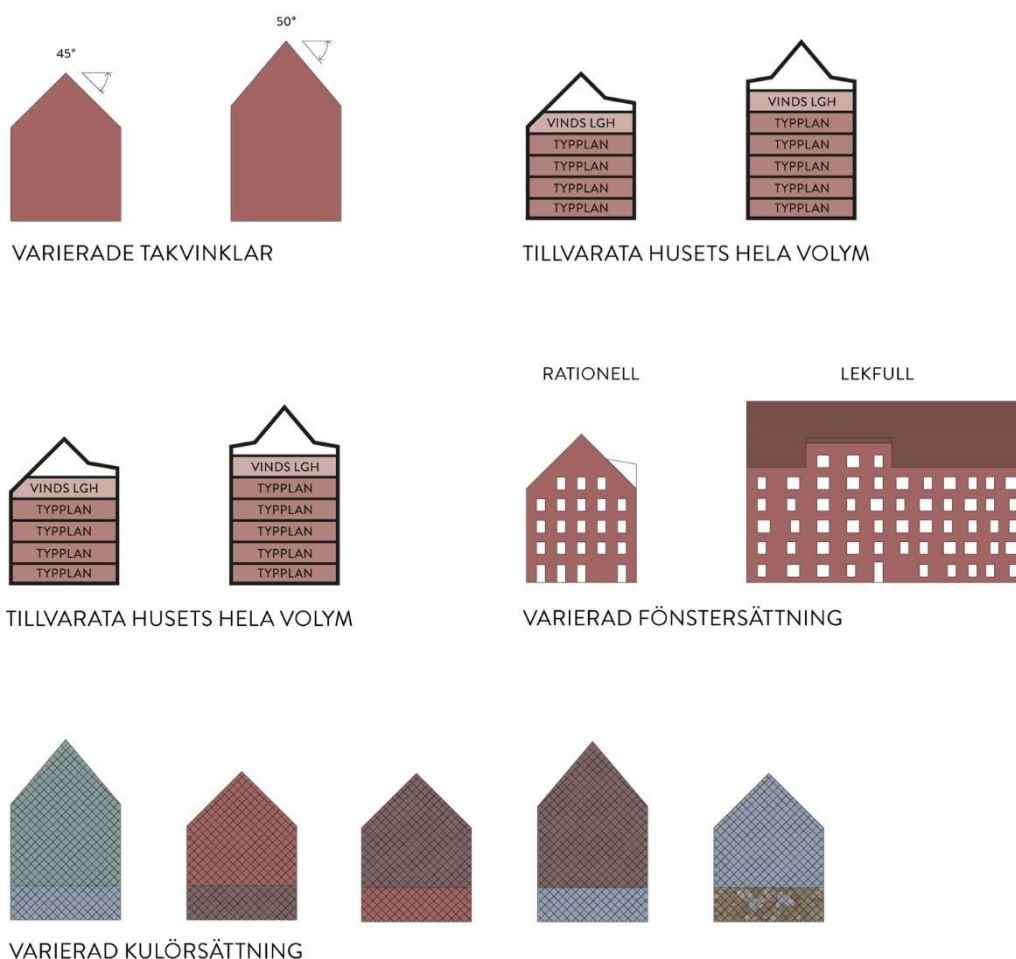 45°
50°
VARIERADE TAKVINKLAR
VINDS LGH
TYPPLAN
TYPPLAN
TYPPLAN
TYPPLAN
VINDS LGH
TYPPLAN
TYPPLAN
TYPPLAN
TYPPLAN
TYPPLAN
TILLVARATA HUSETS HELA VOLYM
VINDS LGH
TYPPLAN
TYPPLAN
TYPPLAN
TYPPLAN
VINDS LGH
TYPPLAN
TYPPLAN
TYPPLAN
TYPPLAN
TYPPLAN
TILLVARATA HUSETS HELA VOLYM
RATIONELL
LEKFULL
VARIERAD FÖNSTERSÄTTNING
VARIERAD KULÖRSÄTTNING